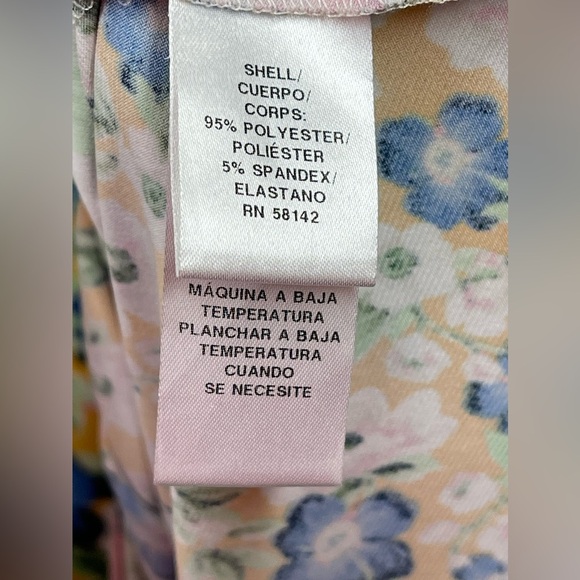 SHELL/
CUERPO/
CORPS:
95% POLYESTER/
POLIÉSTER
5% SPANDEX/
ELASTANO
RN 58142
MÁQUINA A BAJA
TEMPERATURA
PLANCHAR A BAJA
TEMPERATURA
CUANDO
SE NECESITE